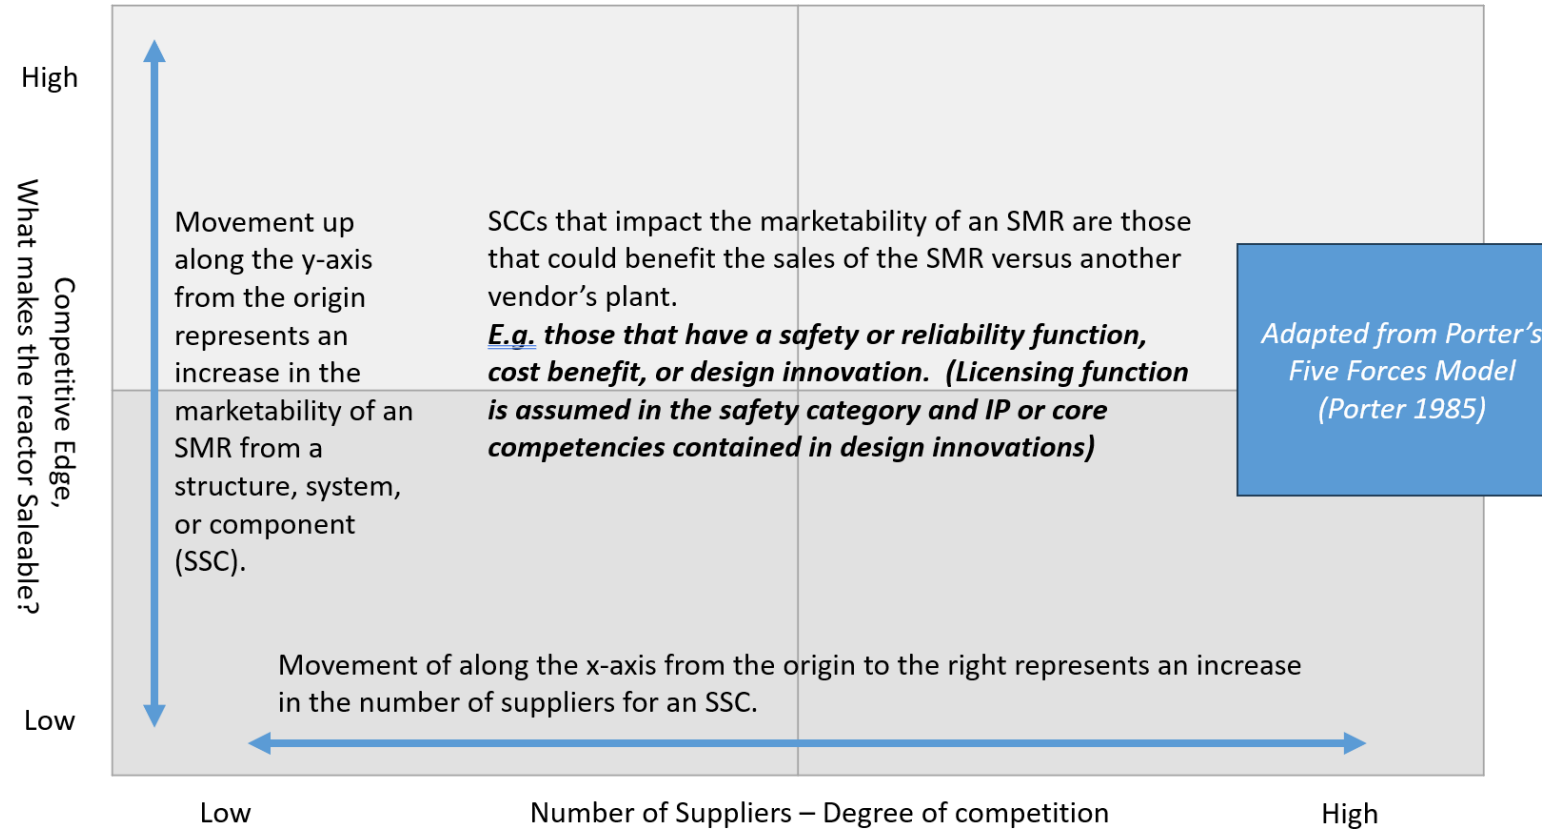 High
What makes the reactor Saleable?
Competitive Edge,
Movement up
along the y-axis
from the origin
represents an
increase in the
marketability of an
SMR from a
structure, system,
or component
(SSC).
SCCs that impact the marketability of an SMR are those
that could benefit the sales of the SMR versus another
vendor’s plant.
E.g. those that have a safety or reliability function,
cost benefit, or design innovation.  (Licensing function
is assumed in the safety category and IP or core
competencies contained in design innovations)
Adapted from Porter’s
Five Forces Model
(Porter 1985)
Movement of along the x-axis from the origin to the right represents an increase
in the number of suppliers for an SSC.
Low
Low
Number of Suppliers – Degree of competition
High